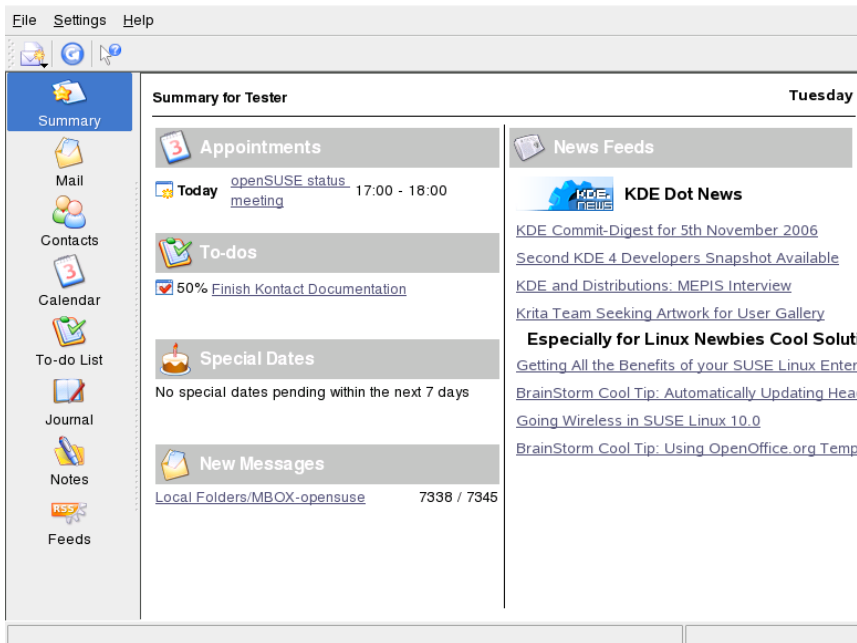 File Settings Help
Summary
Mail
Contacts
Calendar
To-do List
Journal
Notes
RSS
Feeds
Summary for Tester
Tuesday
Appointments
Today openSUSE status meeting 17:00 - 18:00
To-dos
50% Finish Kontact Documentation
Special Dates
No special dates pending within the next 7 days
New Messages
Local Folders/MBOX-opensuse 7338 / 7345
News Feeds
KDE NEWS KDE Dot News
KDE Commit-Digest for 5th November 2006
Second KDE 4 Developers Snapshot Available
KDE and Distributions: MEPIS Interview
Krita Team Seeking Artwork for User Gallery
Especially for Linux Newbies Cool Soluti
Getting All the Benefits of your SUSE Linux Enter
BrainStorm Cool Tip: Automatically Updating Hea
Going Wireless in SUSE Linux 10.0
BrainStorm Cool Tip: Using OpenOffice.org Temp